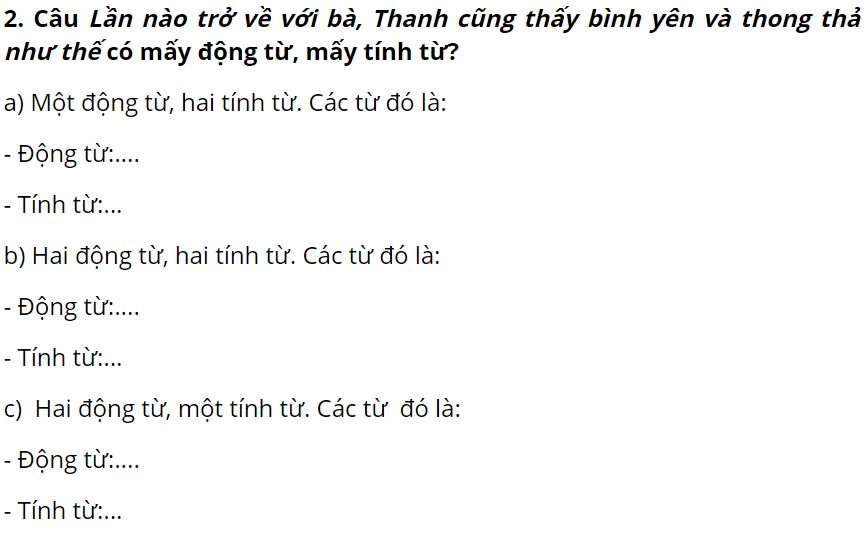 2. Câu Lần nào trở về với bà, Thanh cũng thấy bình yên và thong thả
như thế có mấy động từ, mấy tính từ?
a) Một động từ, hai tính từ. Các từ đó là:
- Động từ:....
- Tính từ:...
b) Hai động từ, hai tính từ. Các từ đó là:
- Động từ:....
- Tính từ:...
c) Hai động từ, một tính từ. Các từ đó là:
- Động từ:....
- Tính từ:...